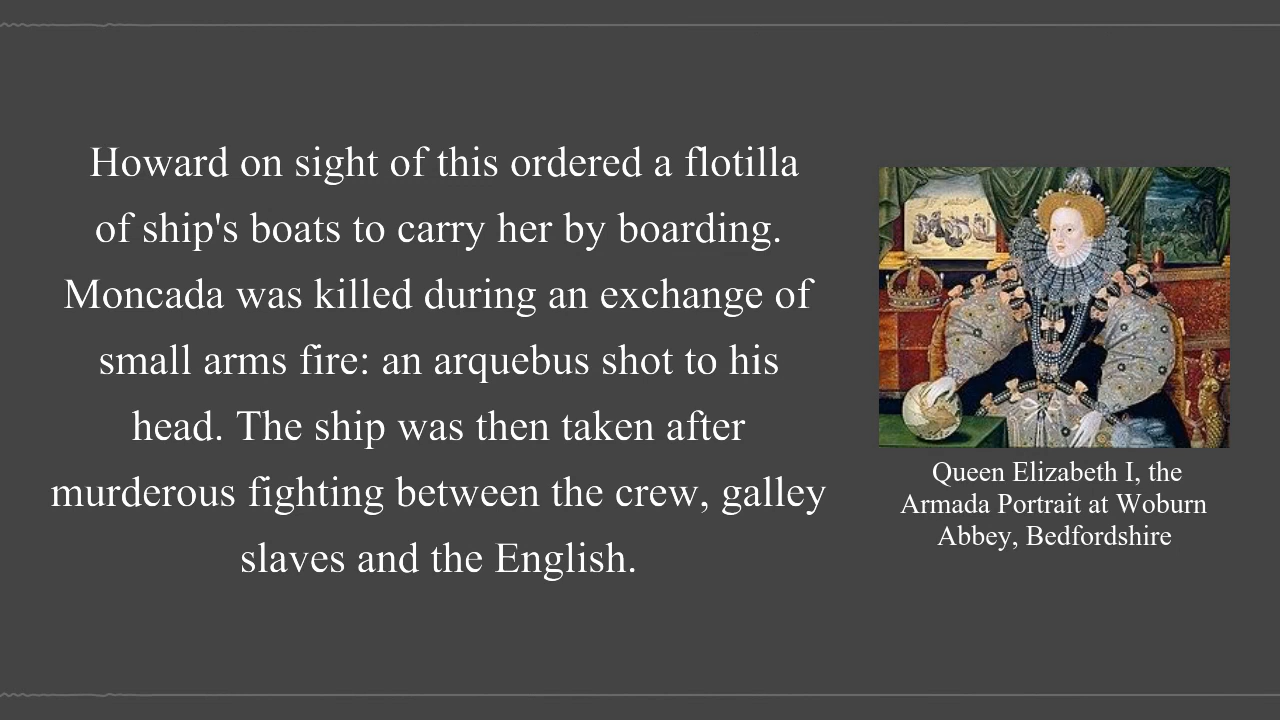 Howard on sight of this ordered a flotilla
of ship's boats to carry her by boarding.
Moncada was killed during an exchange of
small arms fire: an arquebus shot to his
head. The ship was then taken after
murderous fighting between the crew, galley
slaves and the English.
Queen Elizabeth I, the
Armada Portrait at Woburn
Abbey, Bedfordshire